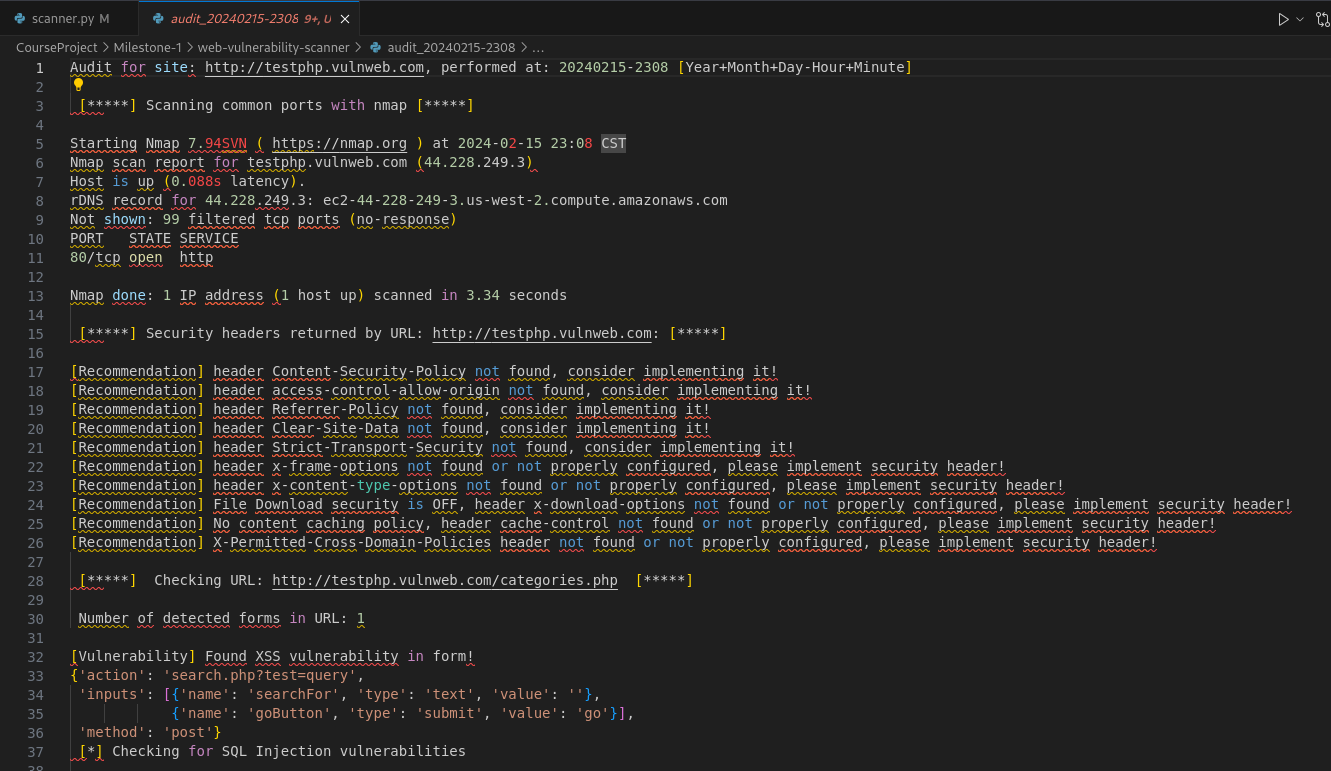 scanner.py M
audit_20240215-2308 9+, U
CourseProject > Milestone-1 > web-vulnerability-scanner > audit_20240215-2308 > ...
1 Audit for site: http://testphp.vulnweb.com, performed at: 20240215-2308 [Year+Month+Day-Hour+Minute]
2
3 [*****] Scanning common ports with nmap [*****]
4
5 Starting Nmap 7.94SVN ( https://nmap.org ) at 2024-02-15 23:08 CST
6 Nmap scan report for testphp.vulnweb.com (44.228.249.3)
7 Host is up (0.088s latency).
8 rDNS record for 44.228.249.3: ec2-44-228-249-3.us-west-2.compute.amazonaws.com
9 Not shown: 99 filtered tcp ports (no-response)
10 PORT   STATE SERVICE
11 80/tcp open  http
12
13 Nmap done: 1 IP address (1 host up) scanned in 3.34 seconds
14
15 [*****] Security headers returned by URL: http://testphp.vulnweb.com: [*****]
16
17 [Recommendation] header Content-Security-Policy not found, consider implementing it!
18 [Recommendation] header access-control-allow-origin not found, consider implementing it!
19 [Recommendation] header Referrer-Policy not found, consider implementing it!
20 [Recommendation] header Clear-Site-Data not found, consider implementing it!
21 [Recommendation] header Strict-Transport-Security not found, consider implementing it!
22 [Recommendation] header x-frame-options not found or not properly configured, please implement security header!
23 [Recommendation] header x-content-type-options not found or not properly configured, please implement security header!
24 [Recommendation] File Download security is OFF, header x-download-options not found or not properly configured, please implement security header!
25 [Recommendation] No content caching policy, header cache-control not found or not properly configured, please implement security header!
26 [Recommendation] X-Permitted-Cross-Domain-Policies header not found or not properly configured, please implement security header!
27
28 [*****]  Checking URL: http://testphp.vulnweb.com/categories.php  [*****]
29
30 Number of detected forms in URL: 1
31
32 [Vulnerability] Found XSS vulnerability in form!
33 {'action': 'search.php?test=query',
34 'inputs': [{'name': 'searchFor', 'type': 'text', 'value': ''},
35 {'name': 'goButton', 'type': 'submit', 'value': 'go'}],
36 'method': 'post'}
37 [*] Checking for SQL Injection vulnerabilities
38